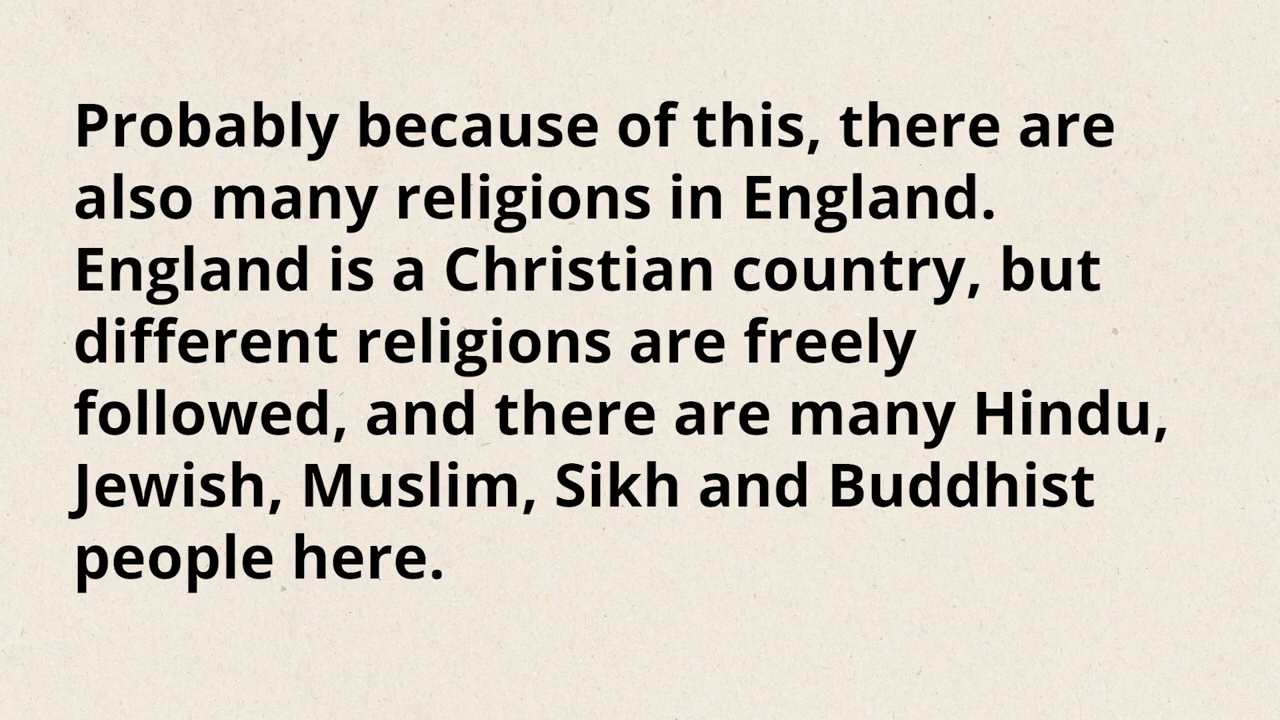 Probably because of this, there are
also many religions in England.
England is a Christian country, but
different religions are freely
followed, and there are many Hindu,
Jewish, Muslim, Sikh and Buddhist
people here.